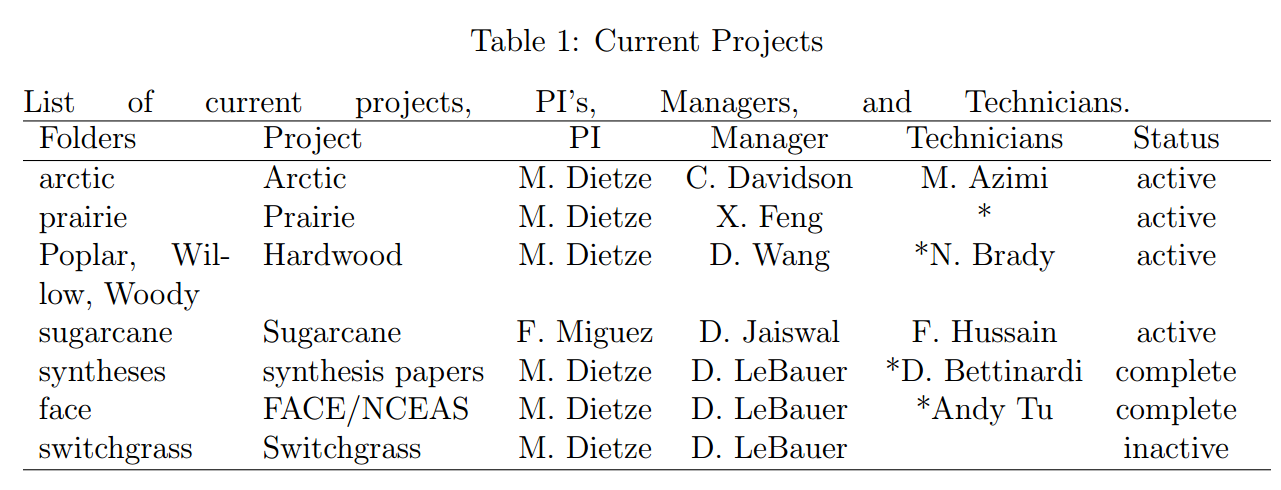 Table 1: Current Projects
List of current projects, PI's, Managers, and Technicians.
Folders Project PI Manager Technicians Status
arctic Arctic M. Dietze C. Davidson M. Azimi active
prairie Prairie M. Dietze X. Feng * active
Poplar, Wil- Hardwood M. Dietze D. Wang *N. Brady active
low, Woody
sugarcane Sugarcane F. Miguez D. Jaiswal F. Hussain active
syntheses synthesis papers M. Dietze D. LeBauer *D. Bettinardi complete
face FACE/NCEAS M. Dietze D. LeBauer *Andy Tu complete
switchgrass Switchgrass M. Dietze D. LeBauer inactive